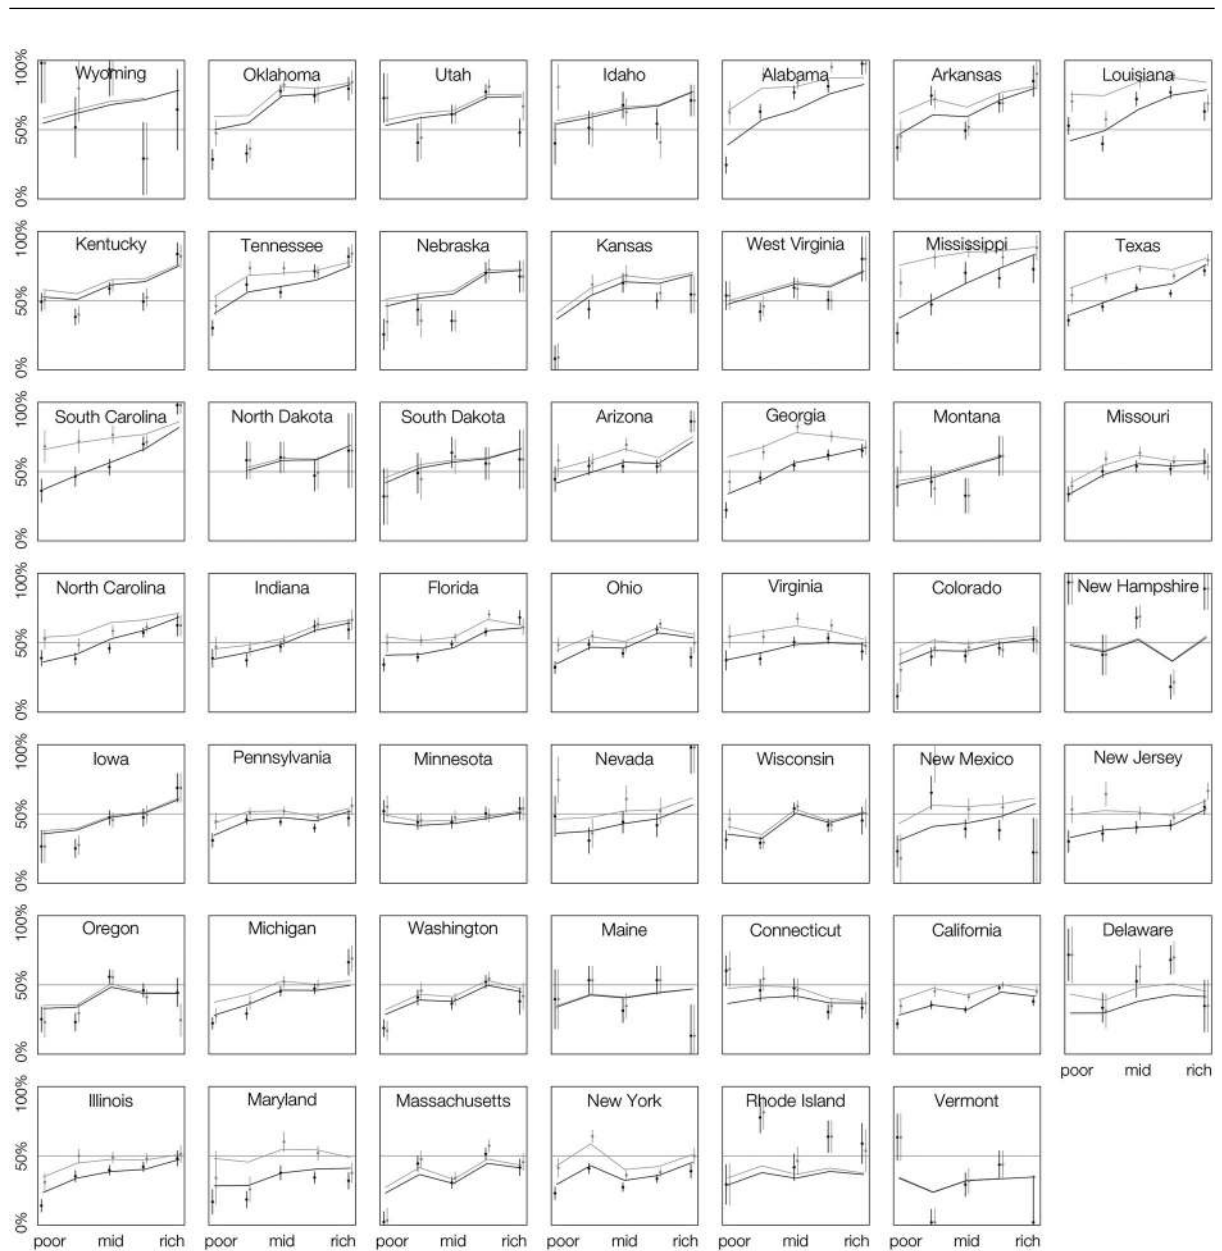 Wyoming Oklahoma Utah Idaho Alabama Arkansas Louisiana
100%
50%
0%
Kentucky Tennessee Nebraska Kansas West Virginia Mississippi Texas
100%
50%
0%
South Carolina North Dakota South Dakota Arizona Georgia Montana Missouri
100%
50%
0%
North Carolina Indiana Florida Ohio Virginia Colorado New Hampshire
100%
50%
0%
Iowa Pennsylvania Minnesota Nevada Wisconsin New Mexico New Jersey
100%
50%
0%
Oregon Michigan Washington Maine Connecticut California Delaware
100%
50%
0%
poor mid rich
Illinois Maryland Massachusetts New York Rhode Island Vermont
100%
50%
0%
poor mid rich poor mid rich poor mid rich poor mid rich poor mid rich poor mid rich